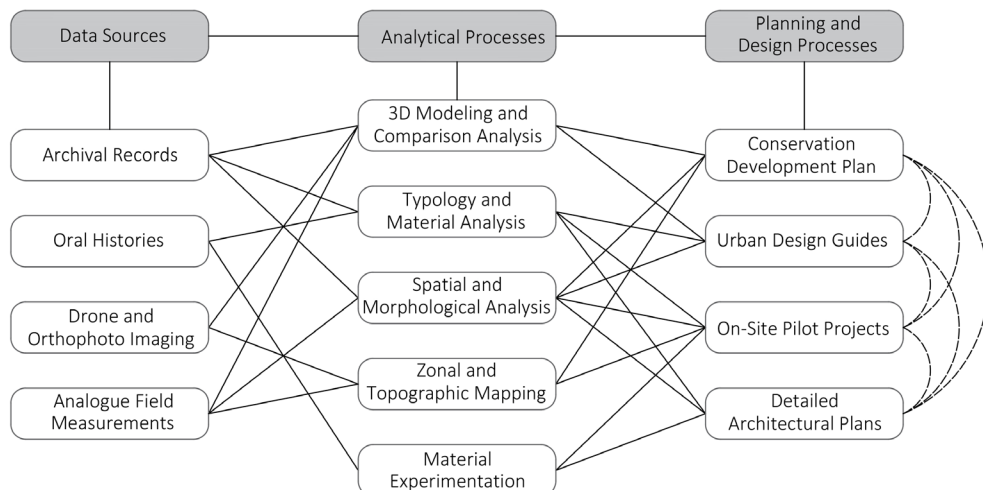 Data Sources
Analytical Processes
Planning and
Design Processes
Archival Records
Oral Histories
Drone and
Orthophoto Imaging
Analogue Field
Measurements
3D Modeling and
Comparison Analysis
Typology and
Material Analysis
Spatial and
Morphological Analysis
Zonal and
Topographic Mapping
Material
Experimentation
Conservation
Development Plan
Urban Design Guides
On-Site Pilot Projects
Detailed
Architectural Plans